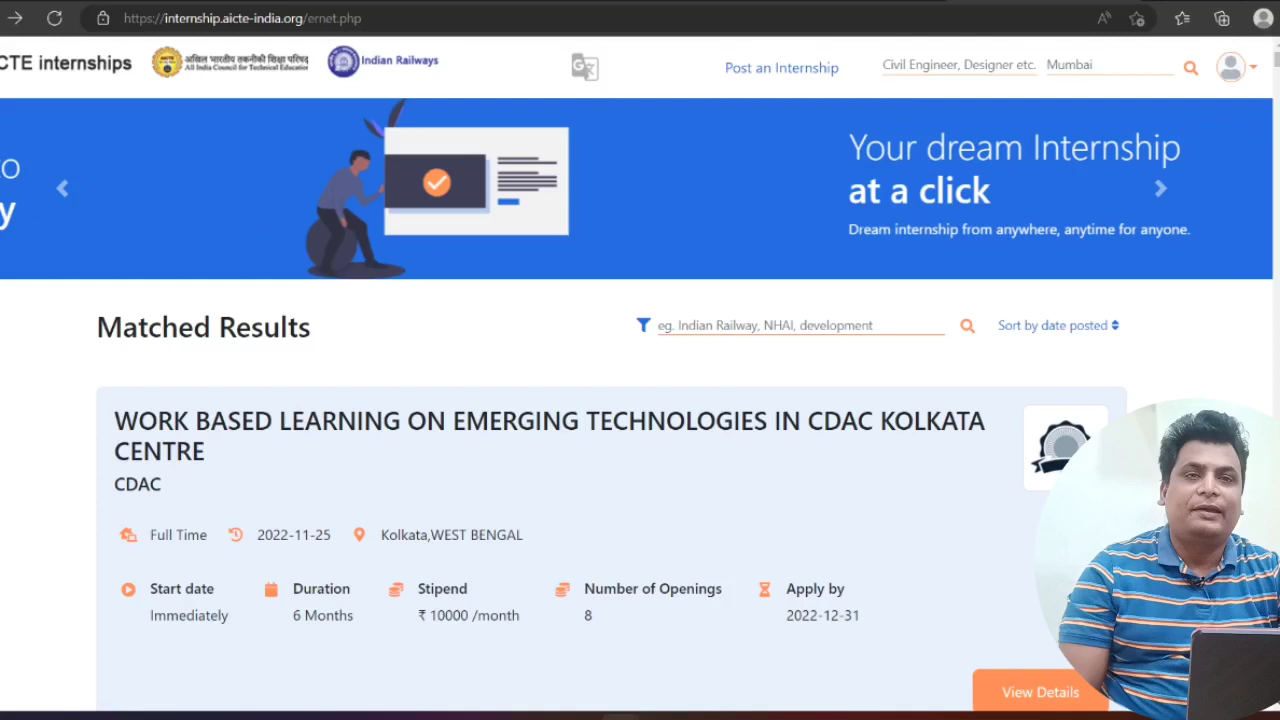 https://internship.aicte-india.org/ernet.php
CTE internships
अखिल भारतीय तकनीकी शिक्षा परिषद
All India Council for Technical Education
Indian Railways
Post an Internship
Civil Engineer, Designer etc.
Mumbai
to
y
Your dream Internship
at a click
Dream internship from anywhere, anytime for anyone.
Matched Results
eg. Indian Railway, NHAI, development
Sort by date posted
WORK BASED LEARNING ON EMERGING TECHNOLOGIES IN CDAC KOLKATA
CENTRE
CDAC
Full Time
2022-11-25
Kolkata,WEST BENGAL
Start date
Duration
Stipend
Number of Openings
Apply by
Immediately
6 Months
₹ 10000 /month
8
2022-12-31
View Details